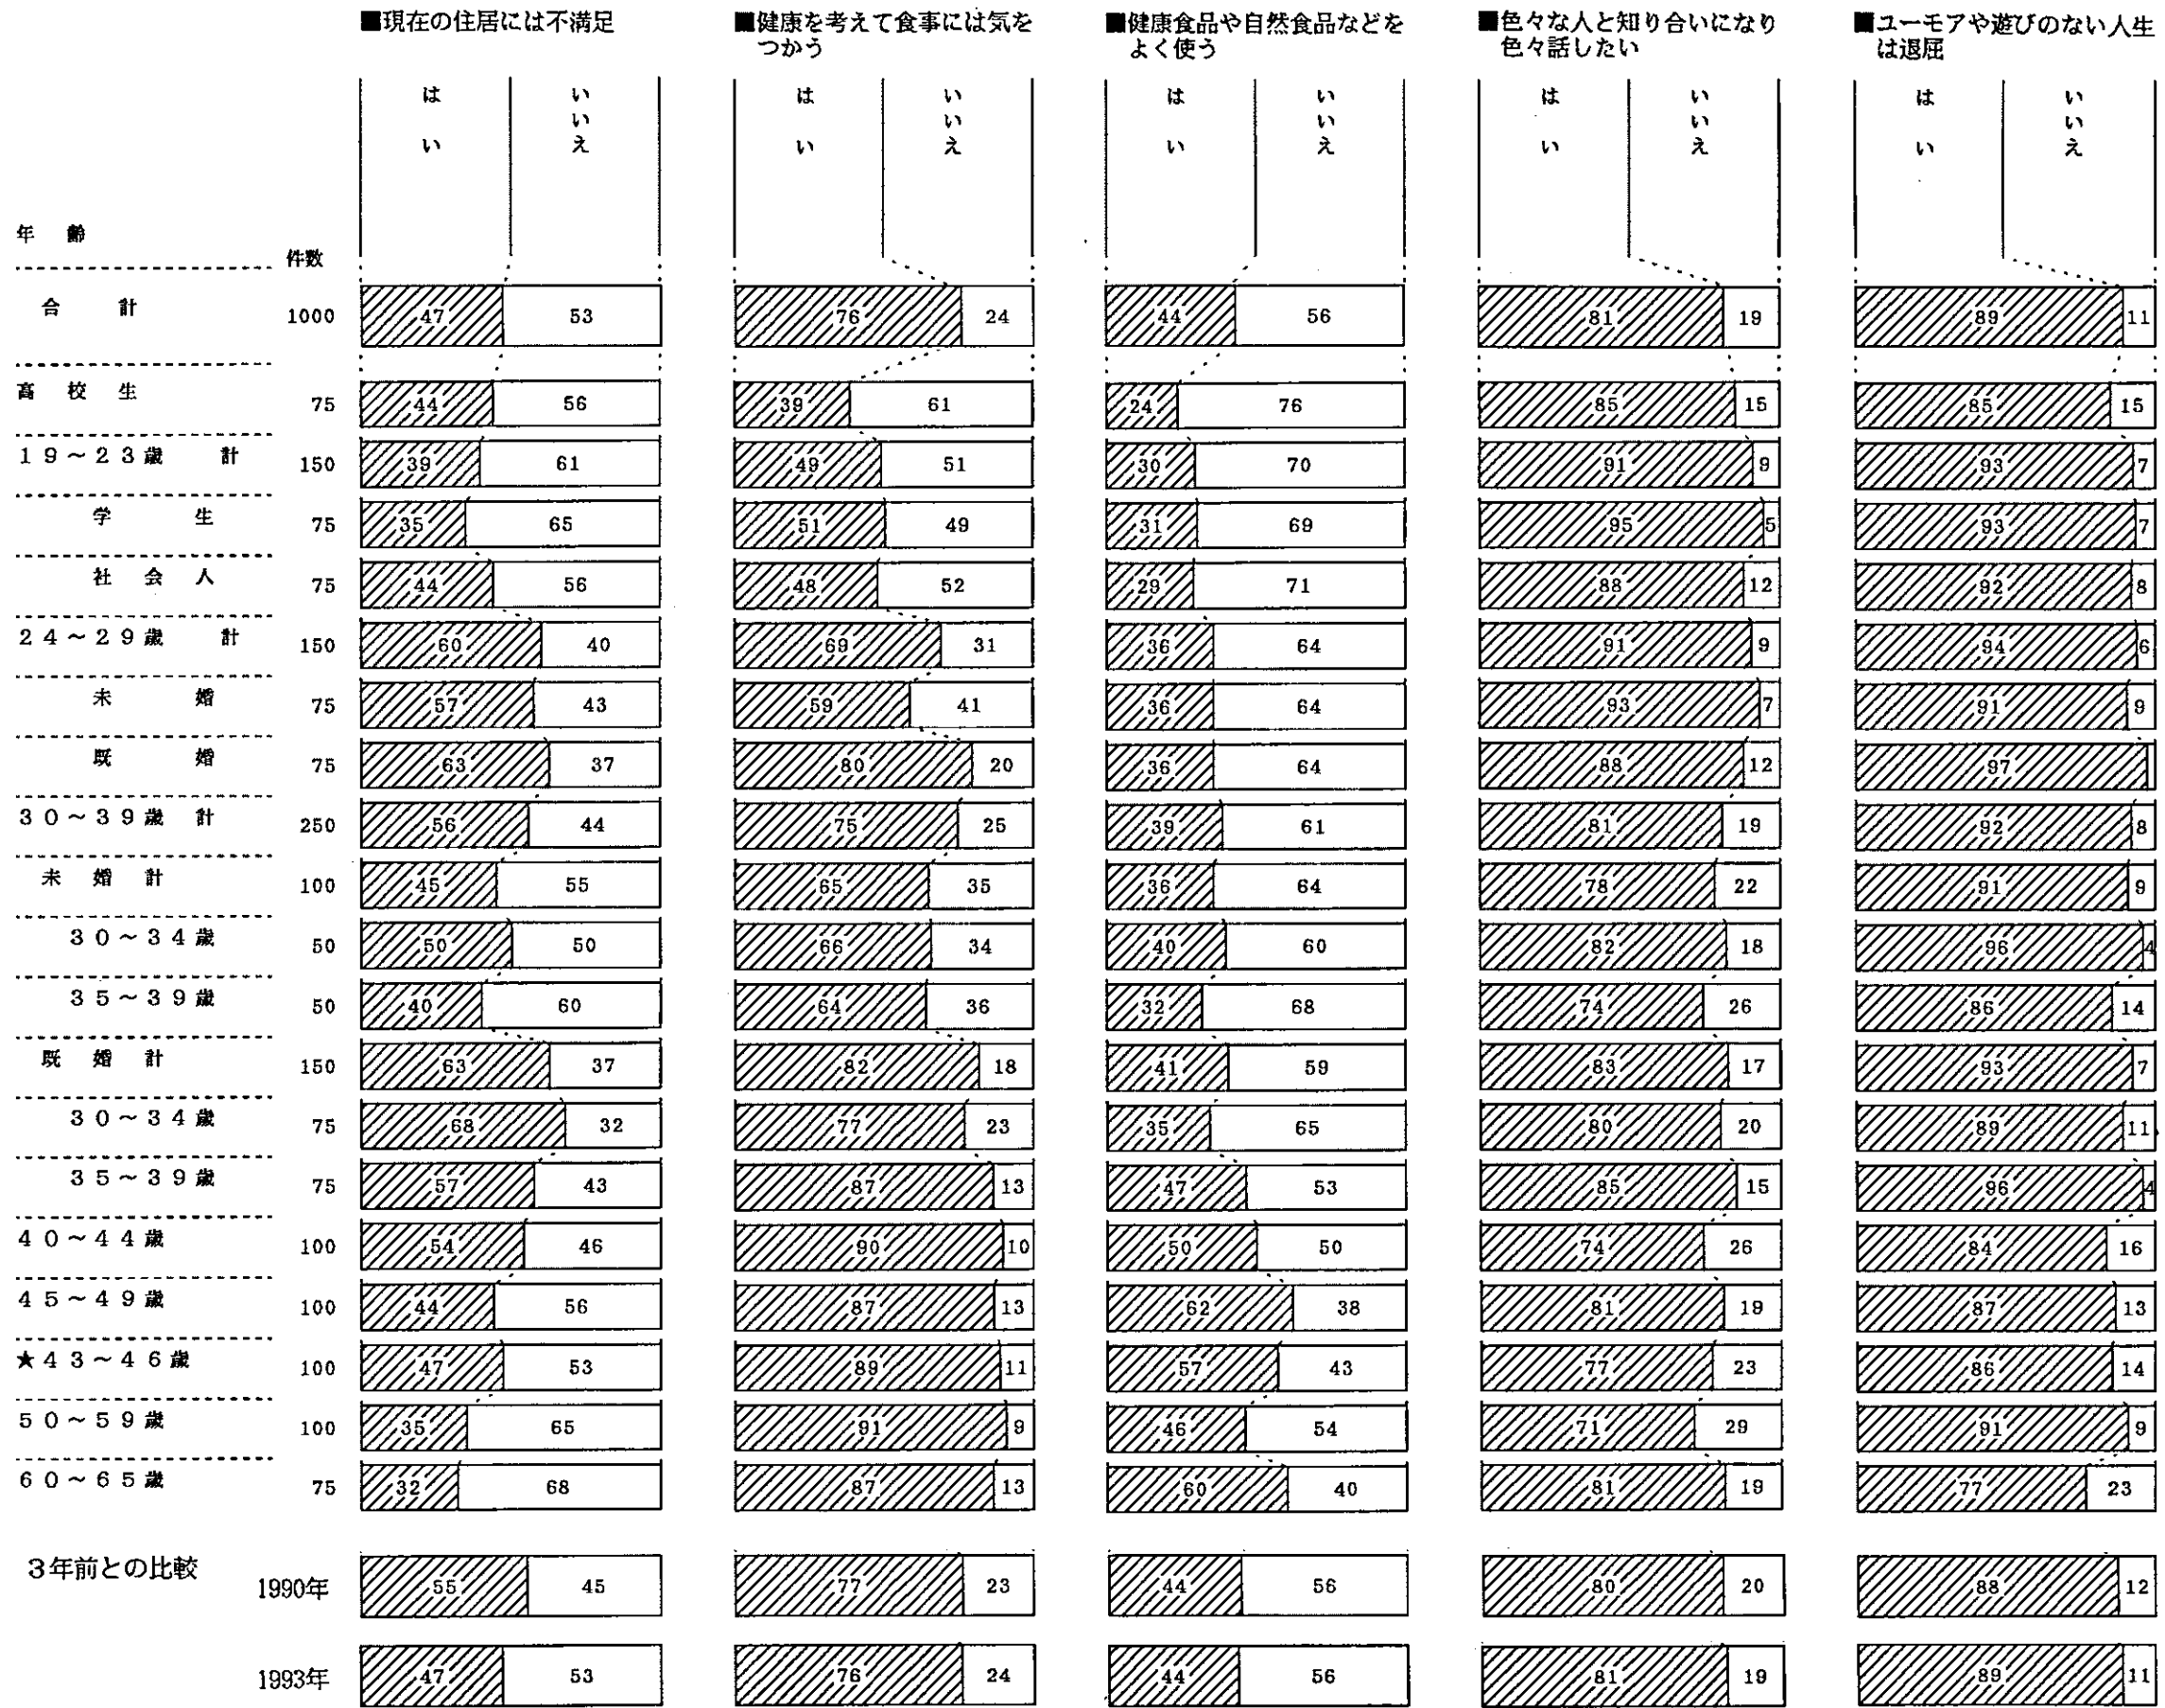 ■現在の住居には不満足
■健康を考えて食事には気を
つかう
■健康食品や自然食品などを
よく使う
■色々な人と知り合いになり
色々話したい
■ユーモアや遊びのない人生
は退屈
はい いいえ はい いいえ はい いいえ はい いいえ はい いいえ
年齢
件数
合計 1000 47 53 76 24 44 56 81 19 89 11
高校生 75 44 56 39 61 24 76 85 15 85 15
19~23歳 計 150 39 61 49 51 30 70 91 9 93 7
学生 75 35 65 51 49 31 69 95 5 93 7
社会人 75 44 56 48 52 29 71 88 12 92 8
24~29歳 計 150 60 40 69 31 36 64 91 9 94 6
未婚 75 57 43 59 41 36 64 93 7 91 9
既婚 75 63 37 80 20 36 64 88 12 97
30~39歳 計 250 56 44 75 25 39 61 81 19 92 8
未婚計 100 45 55 65 35 36 64 78 22 91 9
30~34歳 50 50 50 66 34 40 60 82 18 96 4
35~39歳 50 40 60 64 36 32 68 74 26 86 14
既婚計 150 63 37 82 18 41 59 83 17 93 7
30~34歳 75 68 32 77 23 35 65 80 20 89 11
35~39歳 75 57 43 87 13 47 53 85 15 96 4
40~44歳 100 54 46 90 10 50 50 74 26 84 16
45~49歳 100 44 56 87 13 62 38 81 19 87 13
★43~46歳 100 47 53 89 11 57 43 77 23 86 14
50~59歳 100 35 65 91 9 46 54 71 29 91 9
60~65歳 75 32 68 87 13 60 40 81 19 77 23
3年前との比較
1990年 55 45 77 23 44 56 80 20 88 12
1993年 47 53 76 24 44 56 81 19 89 11